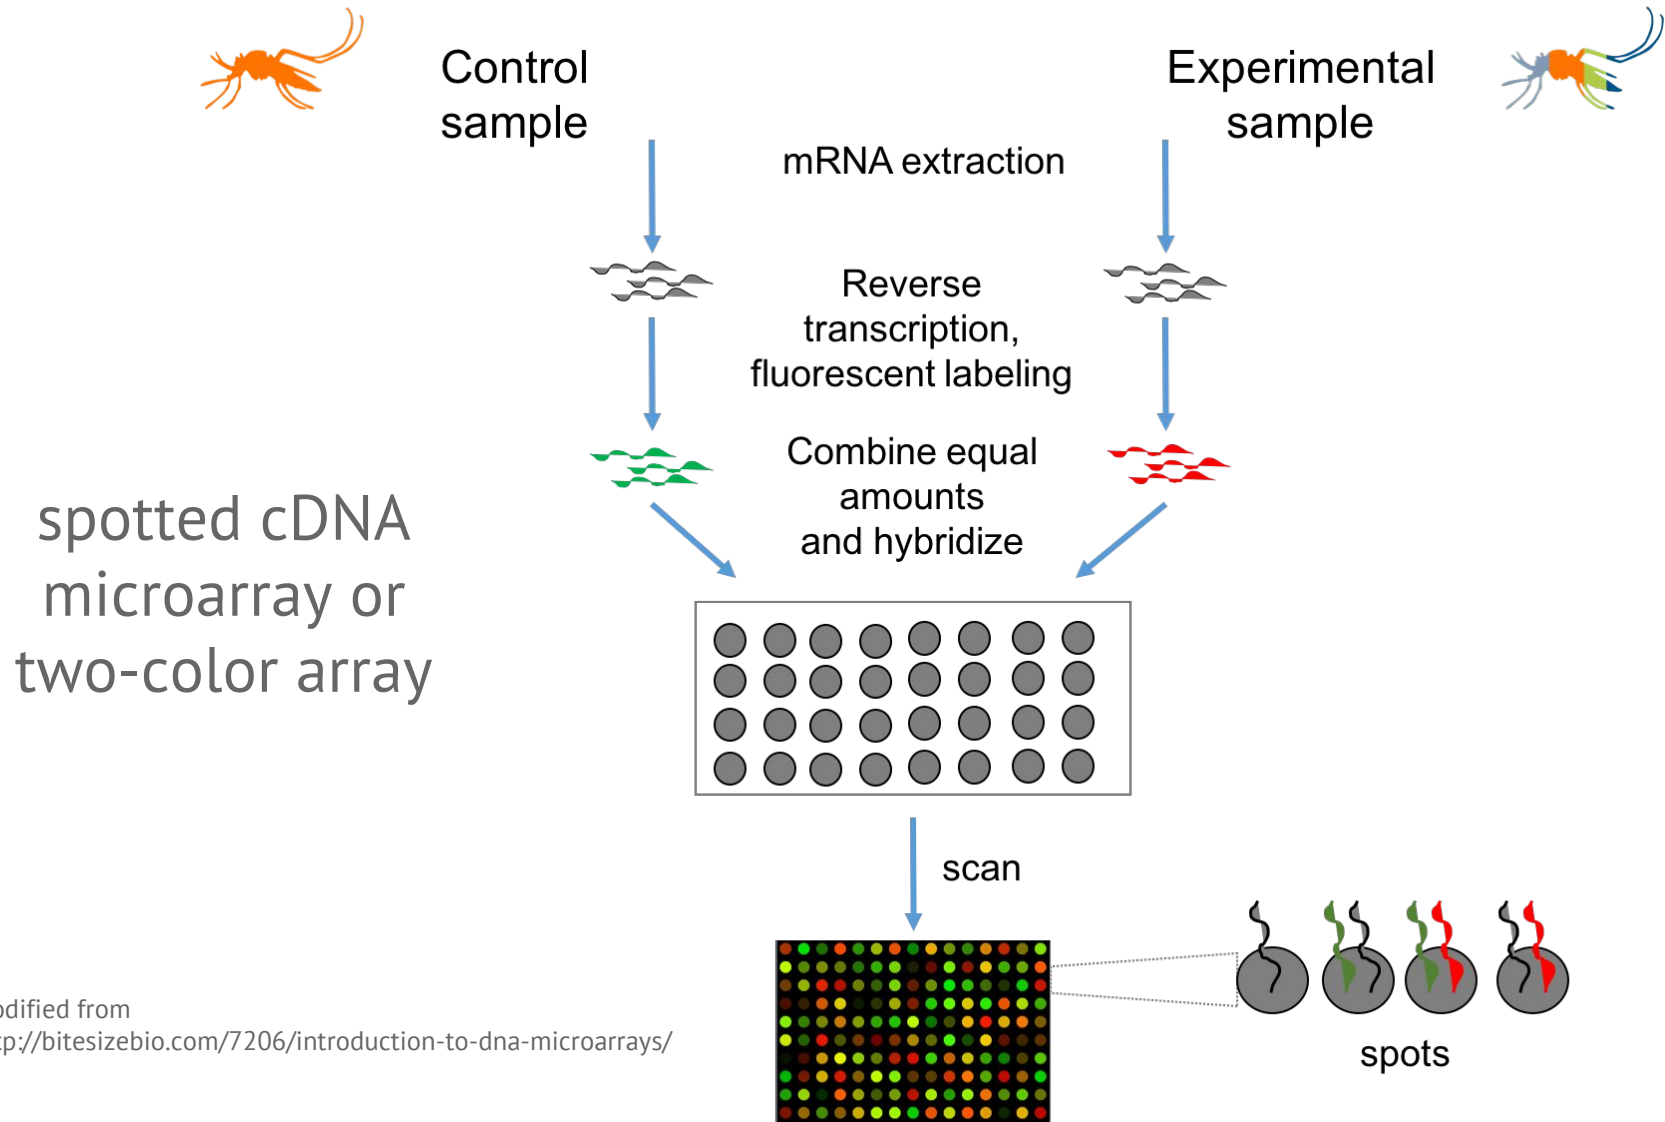 Control
sample
Experimental
sample
mRNA extraction
Reverse
transcription,
fluorescent labeling
Combine equal
amounts
and hybridize
spotted cDNA
microarray or
two-color array
scan
spots
odified from
tp://bitesizebio.com/7206/introduction-to-dna-microarrays/